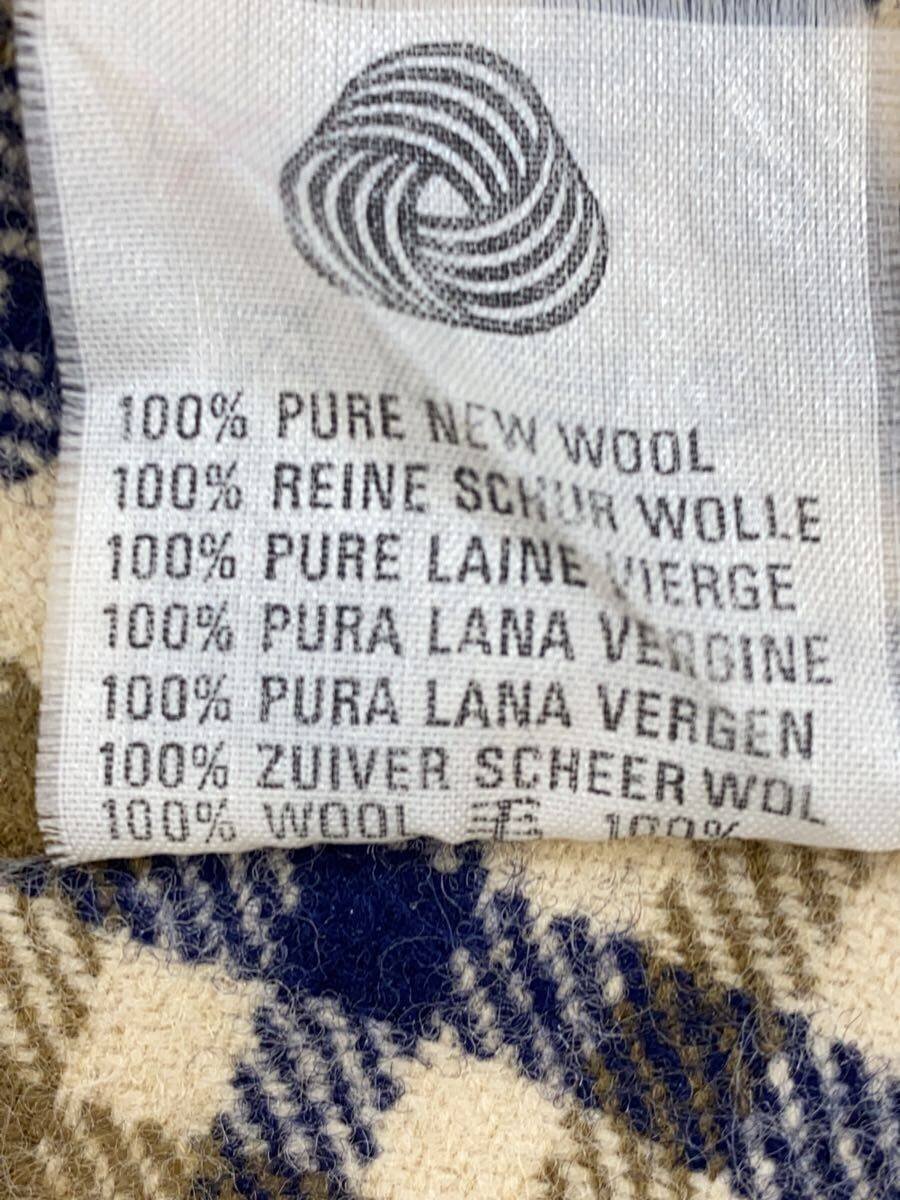 100% PURE NEW WOOL
100% REINE SCHUR WOLLE
100% PURE LAINE VIERGE
100% PURA LANA VERGINE
100% PURA LANA VERGEN
100% ZUIVER SCHEER WOL
100% WOOL 100%